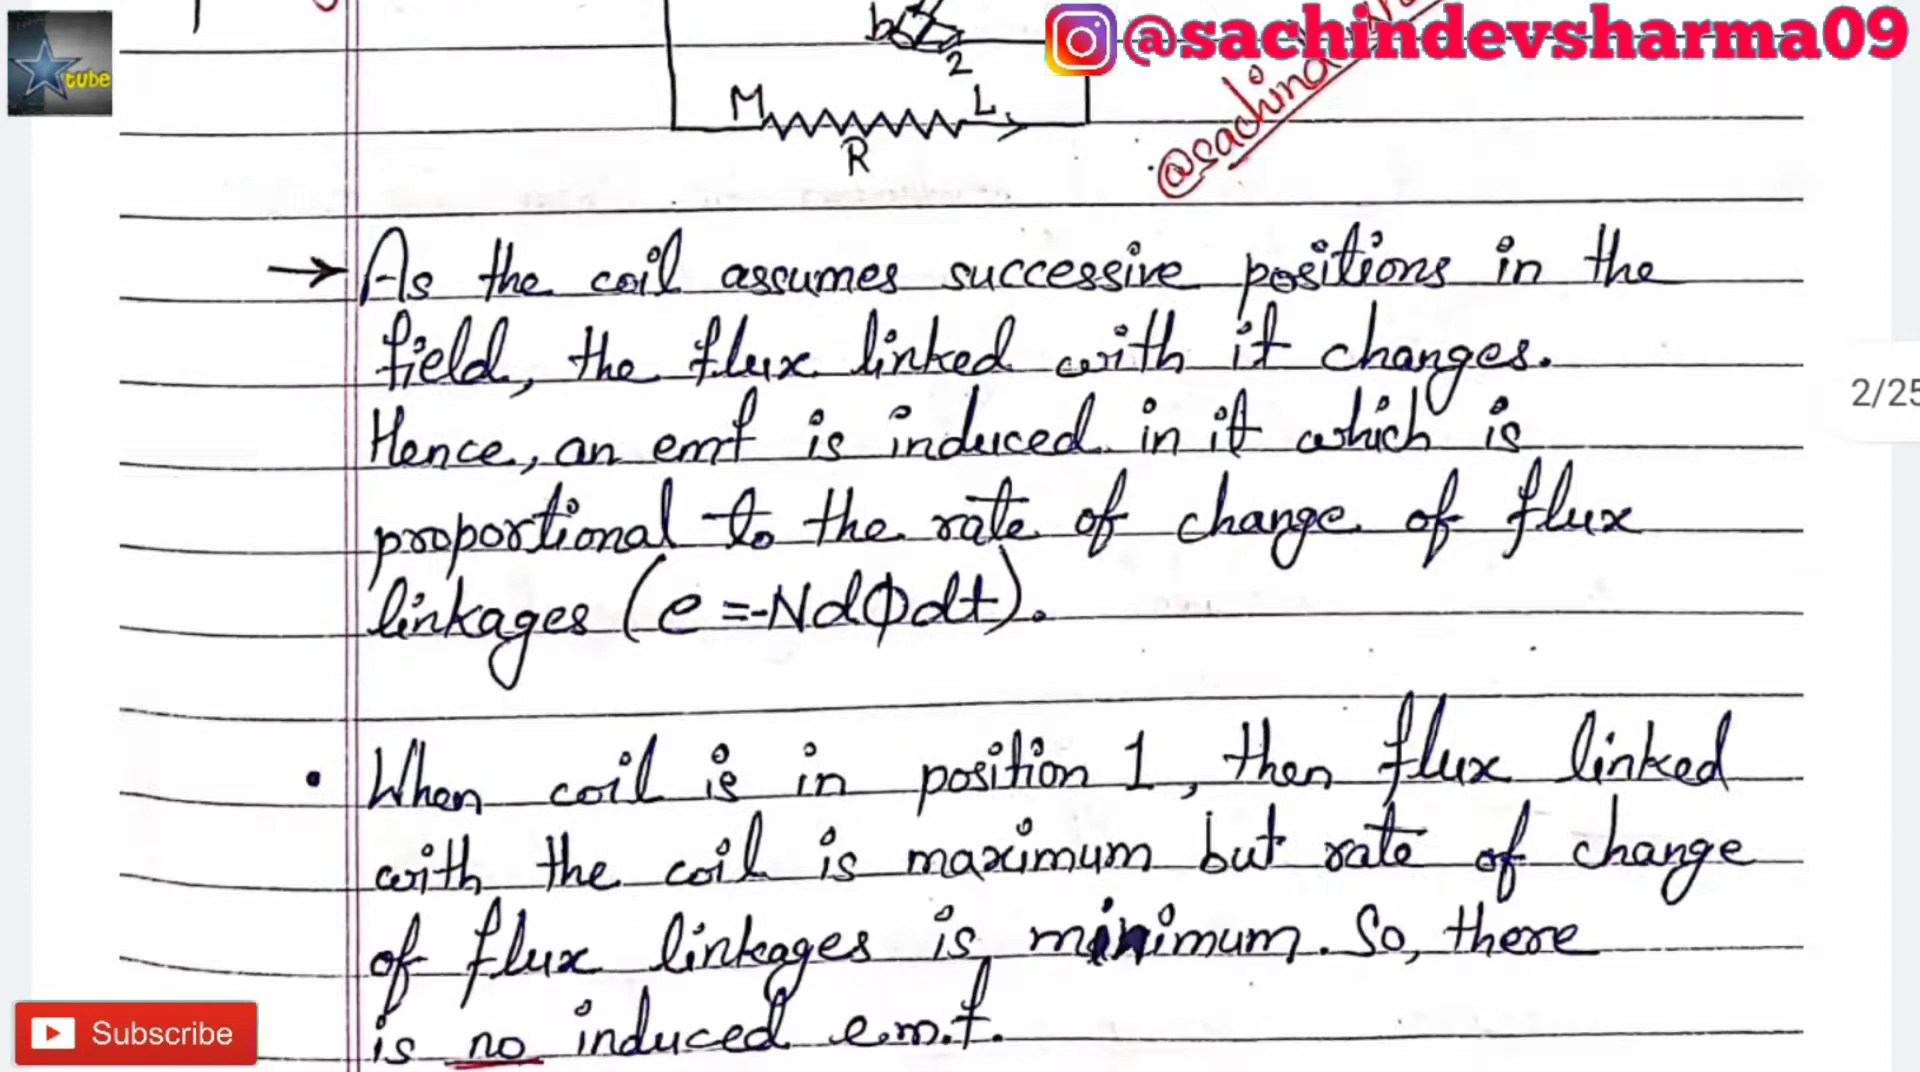 tube
b
2
@sachindevsharma09
M
L
R
→ As the coil assumes successive positions in the
field, the flux linked with it changes.
Hence, an emf is induced in it which is
proportional to the rate of change of flux
linkages (e =-NdΦdt).
2/25
• When coil is in position 1, then flux linked
with the coil is maximum but rate of change
of flux linkages is minimum. So, there
is no induced e.m.f.
Subscribe